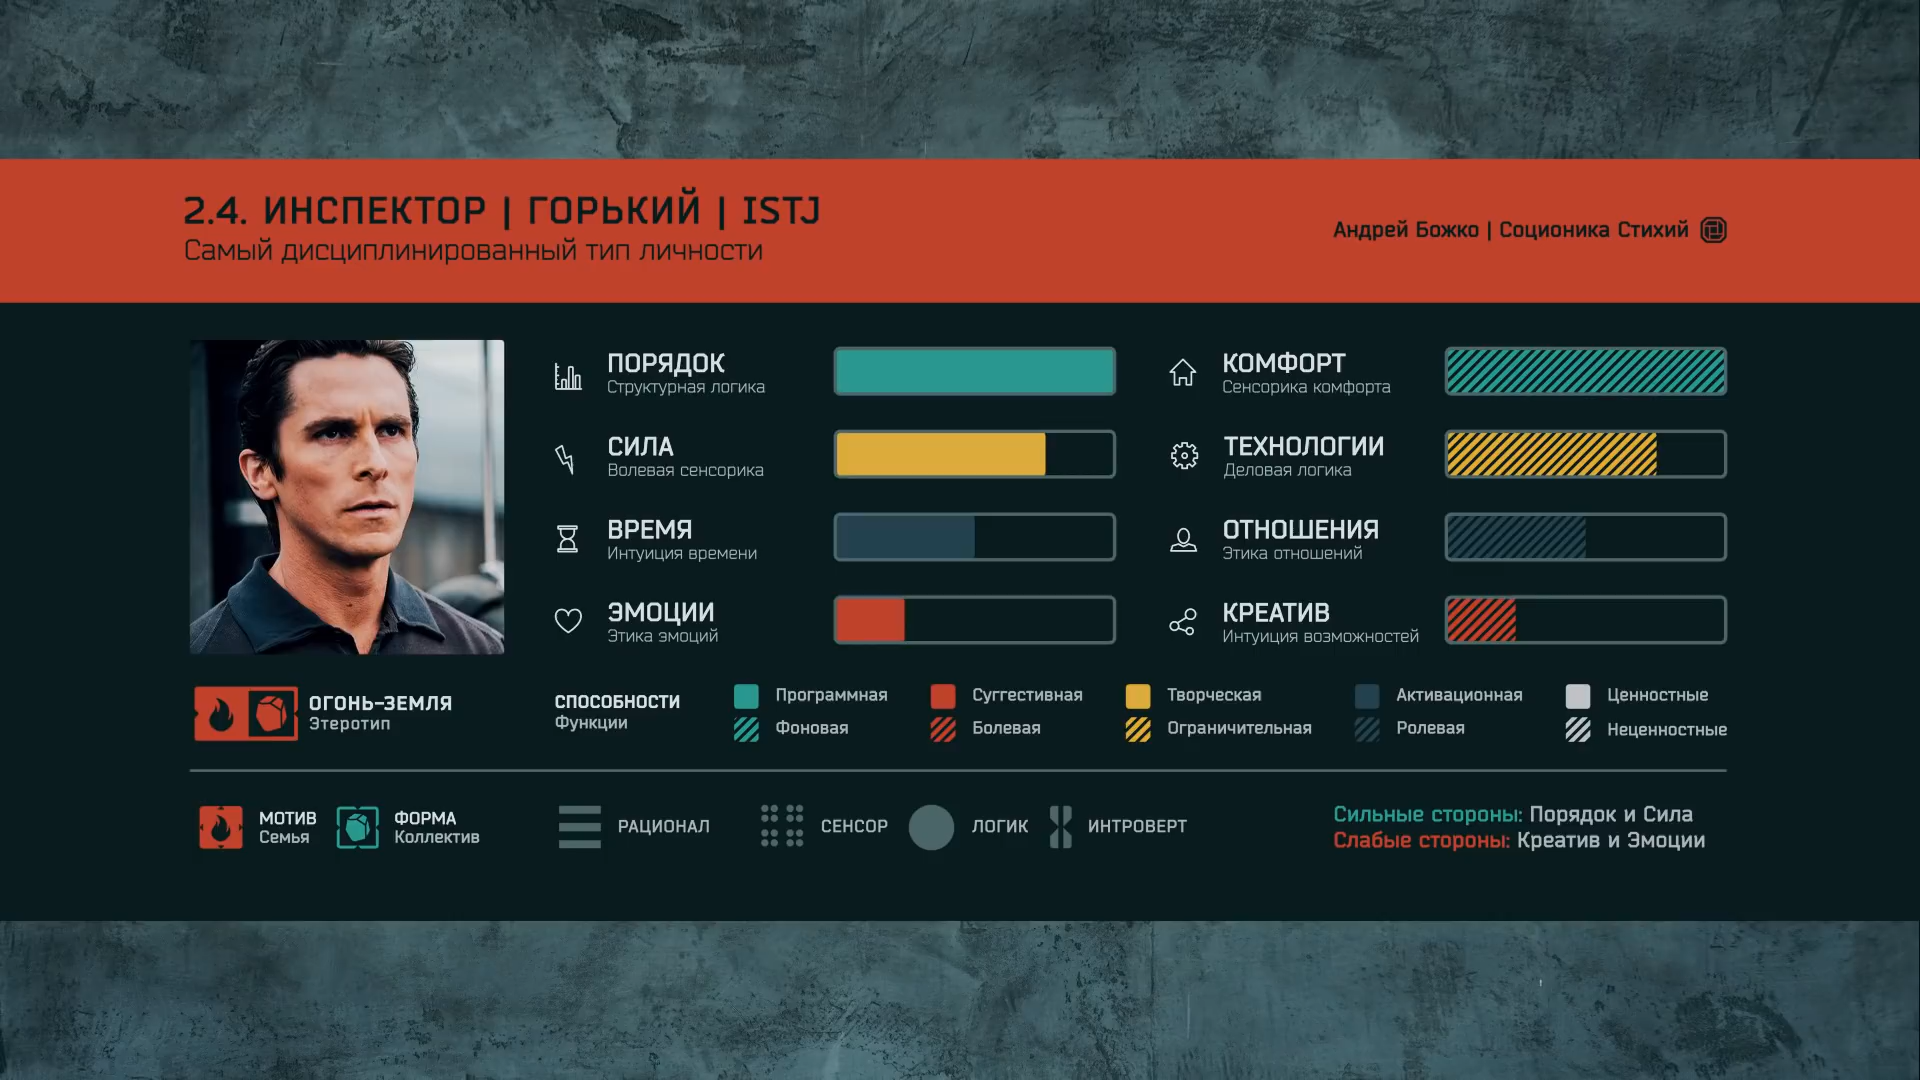 2.4. ИНСПЕКТОР | ГОРЬКИЙ | ISTJ
Самый дисциплинированный тип личности
Андрей Божко | Соционика Стихий
ПОРЯДОК
Структурная логика
КОМФОРТ
Сенсорика комфорта
СИЛА
Волевая сенсорика
ТЕХНОЛОГИИ
Деловая логика
ВРЕМЯ
Интуиция времени
ОТНОШЕНИЯ
Этика отношений
ЭМОЦИИ
Этика эмоций
КРЕАТИВ
Интуиция возможностей
ОГОНЬ-ЗЕМЛЯ
Этеротип
СПОСОБНОСТИ
Функции
Программная
Фоновая
Суггестивная
Болевая
Творческая
Ограничительная
Активационная
Ролевая
Ценностные
Неценностные
МОТИВ
Семья
ФОРМА
Коллектив
РАЦИОНАЛ
СЕНСОР
ЛОГИК
ИНТРОВЕРТ
Сильные стороны: Порядок и Сила
Слабые стороны: Креатив и Эмоции